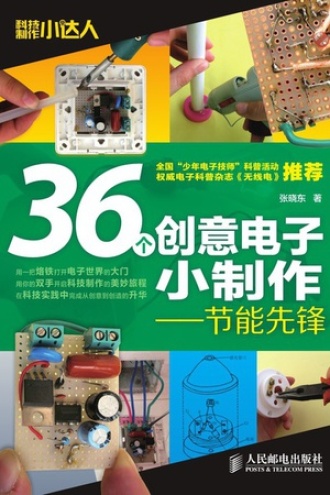 科技制作小达人
全国“少年电子技师”科普活动
权威电子科普杂志《无线电》
推荐
张晓东 著
36个创意电子
小制作
——节能先锋
用一把烙铁打开电子世界的大门
用你的双手开启科技制作的美妙旅程
在科技实践中完成从创意到创造的升华
人民邮电出版社
POSTS & TELECOM PRESS